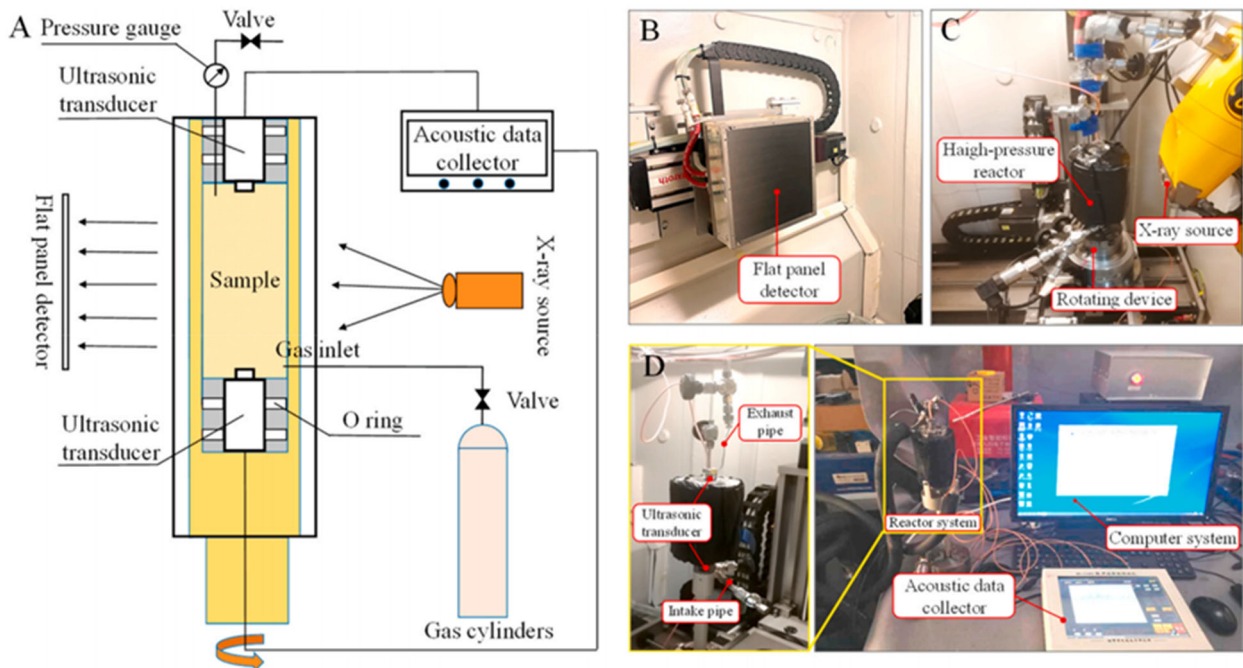 A
Valve
Pressure gauge
Ultrasonic
transducer
Acoustic data
collector
Flat panel
detector
Sample
X-ray source
Gas inlet
Valve
Ultrasonic
transducer
O ring
Gas cylinders
B
Flat panel
detector
C
Haigh-pressure
reactor
X-ray source
Rotating device
D
Exhaust
pipe
Ultrasonic
transducer
Intake pipe
Reactor system
Computer system
Acoustic data
collector